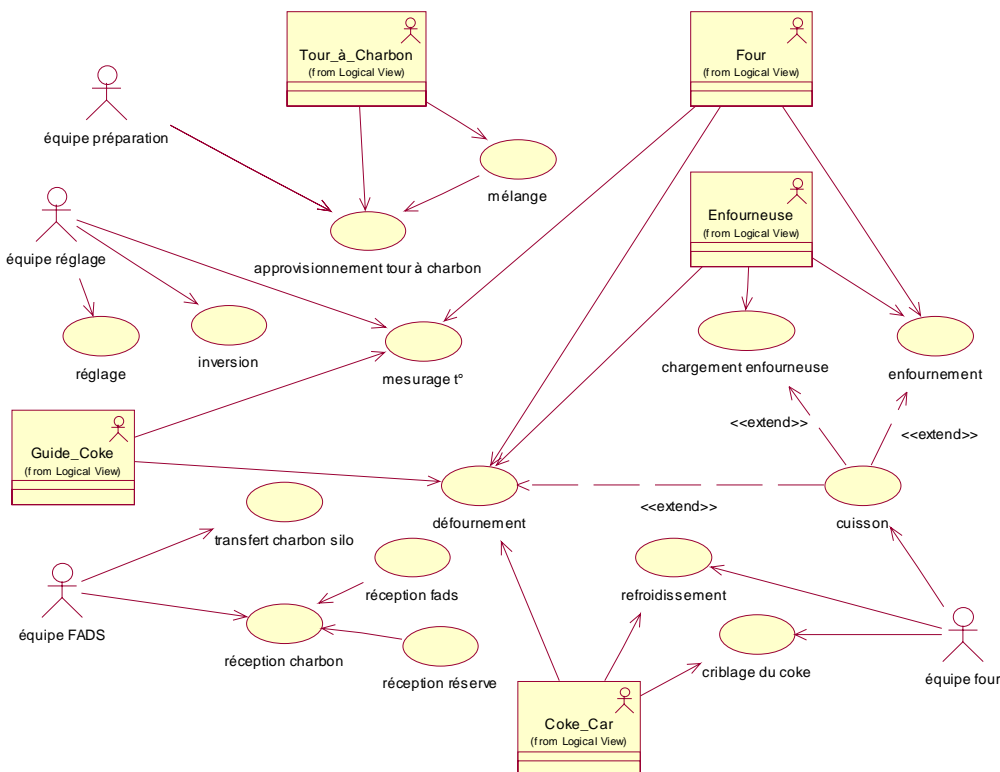 Tour_à_Charbon
(from Logical View)
Four
(from Logical View)
équipe préparation
mélange
Enfourneuse
(from Logical View)
équipe réglage
approvisionnement tour à charbon
réglage
inversion
mesurage t°
chargement enfourneuse
enfournement
<<extend>>
<<extend>>
Guide_Coke
(from Logical View)
défournement
<<extend>>
cuisson
transfert charbon silo
réception fads
refroidissement
équipe FADS
réception charbon
réception réserve
criblage du coke
équipe four
Coke_Car
(from Logical View)